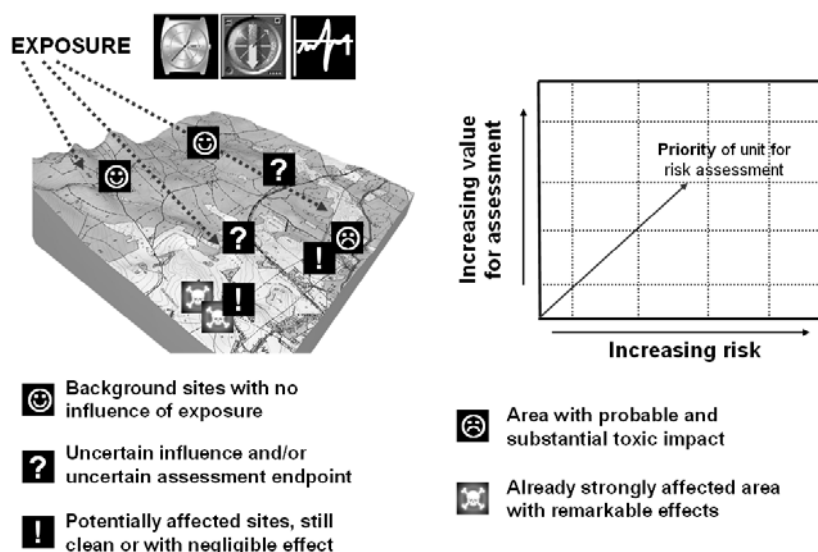 EXPOSURE
?
?
!
!
Increasing value
for assessment
Priority of unit for
risk assessment
Increasing risk
Background sites with no
influence of exposure
? Uncertain influence and/or
uncertain assessment endpoint
! Potentially affected sites, still
clean or with negligible effect
Area with probable and
substantial toxic impact
Already strongly affected area
with remarkable effects